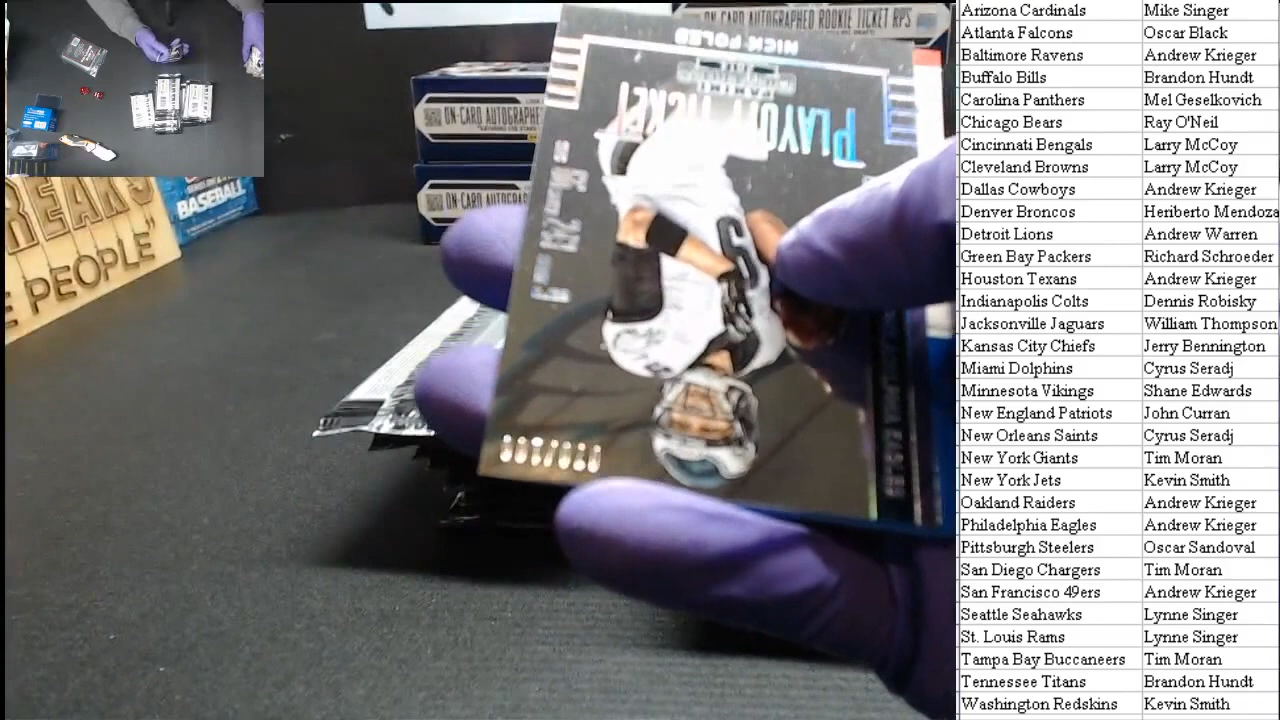 Arizona Cardinals Mike Singer
Atlanta Falcons Oscar Black
Baltimore Ravens Andrew Krieger
Buffalo Bills Brandon Hundt
Carolina Panthers Mel Geselkovich
Chicago Bears Ray O'Neil
Cincinnati Bengals Larry McCoy
Cleveland Browns Larry McCoy
Dallas Cowboys Andrew Krieger
Denver Broncos Heriberto Mendoza
Detroit Lions Andrew Warren
Green Bay Packers Richard Schroeder
Houston Texans Andrew Krieger
Indianapolis Colts Dennis Robisky
Jacksonville Jaguars William Thompson
Kansas City Chiefs Jerry Bennington
Miami Dolphins Cyrus Seradj
Minnesota Vikings Shane Edwards
New England Patriots John Curran
New Orleans Saints Cyrus Seradj
New York Giants Tim Moran
New York Jets Kevin Smith
Oakland Raiders Andrew Krieger
Philadelphia Eagles Andrew Krieger
Pittsburgh Steelers Oscar Sandoval
San Diego Chargers Tim Moran
San Francisco 49ers Andrew Krieger
Seattle Seahawks Lynne Singer
St. Louis Rams Lynne Singer
Tampa Bay Buccaneers Tim Moran
Tennessee Titans Brandon Hundt
Washington Redskins Kevin Smith
ON-CARD AUTOGRAPHED ROOKIE TICKET RPS
ON-CARD AUTOGRAPHE
ON-CARD AUTOGRA
NICK FOLES
PLAYOFF TICKET
REAKS
E PEOPLE
BASEBALL